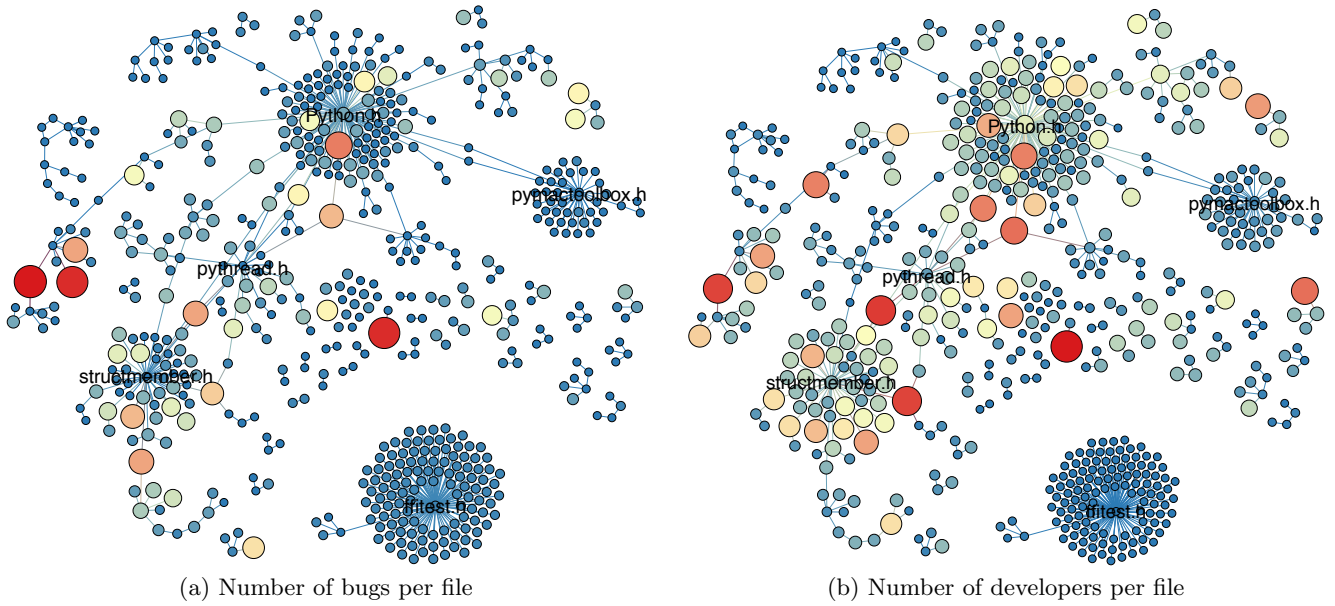 Python.h
pymactoolbox.h
pythread.h
structmember.h
ffitest.h
(a) Number of bugs per file
Python.h
pymactoolbox.h
pythread.h
structmember.h
ffitest.h
(b) Number of developers per file